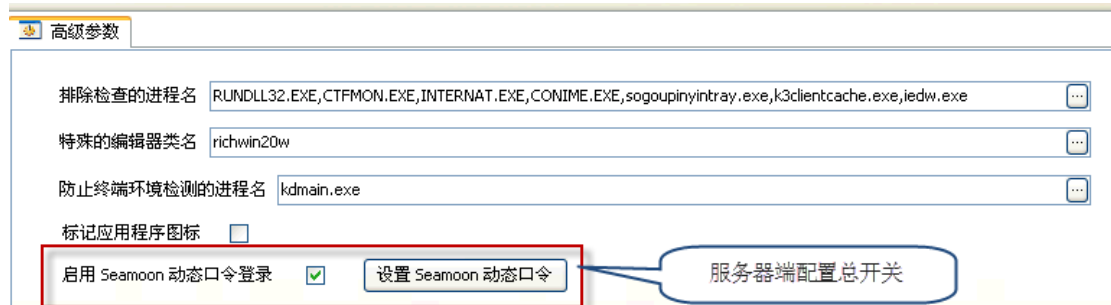 高级参数
排除检查的进程名 RUNDLL32.EXE,CTFMON.EXE,INTERNAT.EXE,CONIME.EXE,sogoupinyintray.exe,k3clientcache.exe,iedw.exe ...
特殊的编辑器类名 richwin20w ...
防止终端环境检测的进程名 kdmain.exe ...
标记应用程序图标
启用 Seamoon 动态口令登录 设置 Seamoon 动态口令 服务器端配置总开关